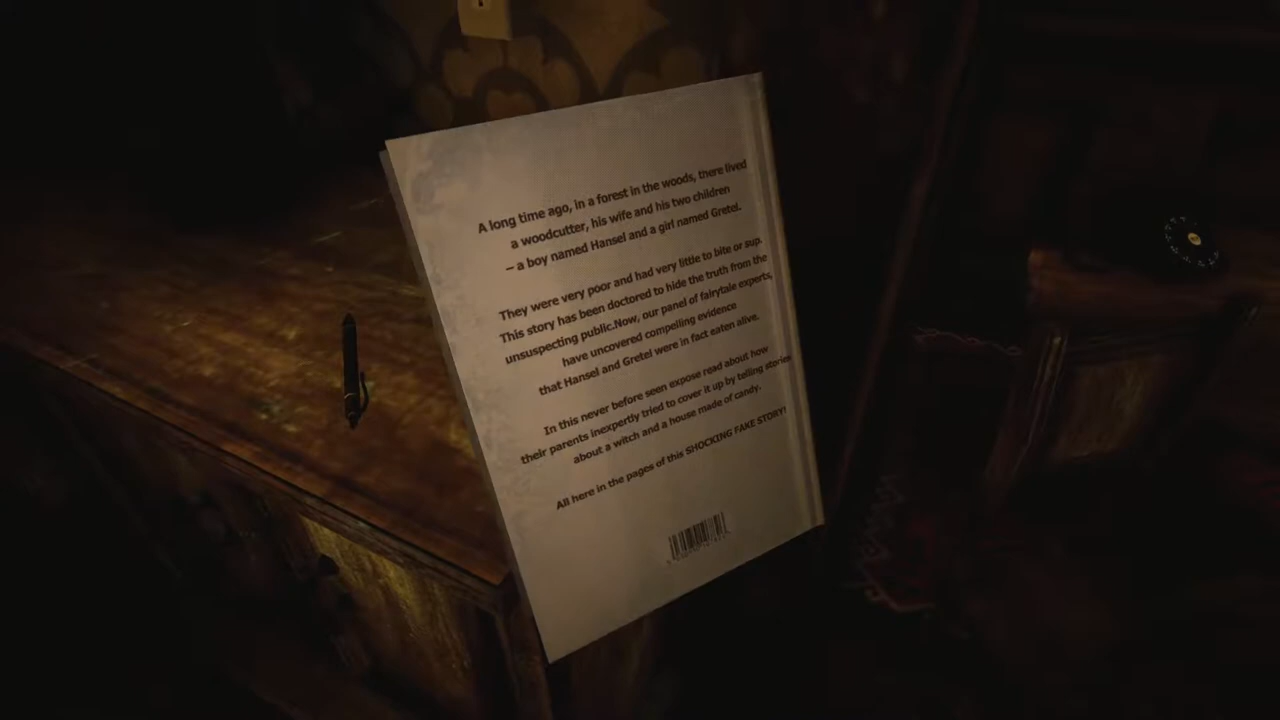 A long time ago, in a forest in the woods, there lived
a woodcutter, his wife and his two children
– a boy named Hansel and a girl named Gretel.
They were very poor and had very little to bite or sup.
This story has been doctored to hide the truth from the
unsuspecting public.Now, our panel of fairytale experts,
have uncovered compelling evidence
that Hansel and Gretel were in fact eaten alive.
In this never before seen expose read about how
their parents inexpertly tried to cover it up by telling stories
about a witch and a house made of candy.
All here in the pages of this SHOCKING FAKE STORY!